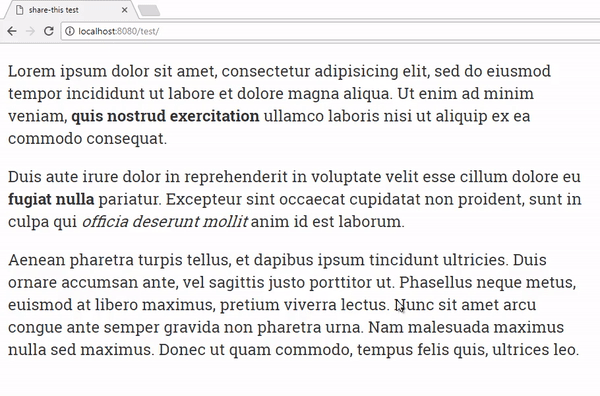 share-this test
localhost:8080/test/
Lorem ipsum dolor sit amet, consectetur adipisicing elit, sed do eiusmod
tempor incididunt ut labore et dolore magna aliqua. Ut enim ad minim
veniam, quis nostrud exercitation ullamco laboris nisi ut aliquip ex ea
commodo consequat.
Duis aute irure dolor in reprehenderit in voluptate velit esse cillum dolore eu
fugiat nulla pariatur. Excepteur sint occaecat cupidatat non proident, sunt in
culpa qui officia deserunt mollit anim id est laborum.
Aenean pharetra turpis tellus, et dapibus ipsum tincidunt ultricies. Duis
ornare accumsan ante, vel sagittis justo porttitor ut. Phasellus neque metus,
euismod at libero maximus, pretium viverra lectus. Nunc sit amet arcu
congue ante semper gravida non pharetra urna. Nam malesuada maximus
nulla sed maximus. Donec ut quam commodo, tempus felis quis, ultrices leo.